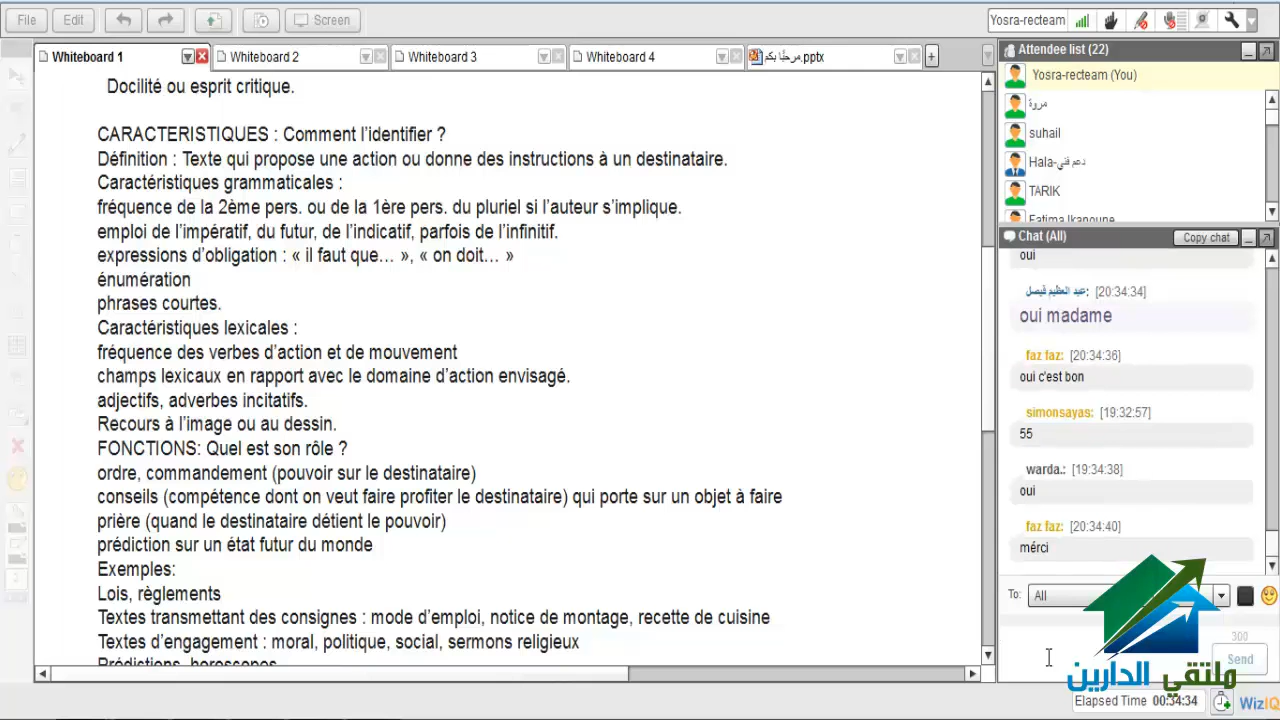 File Edit Screen Yosra-recteam
Whiteboard 1 Whiteboard 2 Whiteboard 3 Whiteboard 4 مرحبًا بكم.pptx +
Docilité ou esprit critique.
CARACTERISTIQUES : Comment l'identifier ?
Définition : Texte qui propose une action ou donne des instructions à un destinataire.
Caractéristiques grammaticales :
fréquence de la 2ème pers. ou de la 1ère pers. du pluriel si l'auteur s'implique.
emploi de l'impératif, du futur, de l'indicatif, parfois de l'infinitif.
expressions d'obligation : « il faut que… », « on doit… »
énumération
phrases courtes.
Caractéristiques lexicales :
fréquence des verbes d'action et de mouvement
champs lexicaux en rapport avec le domaine d'action envisagé.
adjectifs, adverbes incitatifs.
Recours à l'image ou au dessin.
FONCTIONS: Quel est son rôle ?
ordre, commandement (pouvoir sur le destinataire)
conseils (compétence dont on veut faire profiter le destinataire) qui porte sur un objet à faire
prière (quand le destinataire détient le pouvoir)
prédiction sur un état futur du monde
Exemples:
Lois, règlements
Textes transmettant des consignes : mode d'emploi, notice de montage, recette de cuisine
Textes d'engagement : moral, politique, social, sermons religieux
Prédictions, horoscopes
Attendee list (22)
Yosra-recteam (You)
مروة
suhail
Hala-دعم فني
TARIK
Fatima Ikanoune
Chat (All) Copy chat
oui
عبد العظيم فيصل: [20:34:34]
oui madame
faz faz: [20:34:36]
oui c'est bon
simonsayas: [19:32:57]
55
warda.: [19:34:38]
oui
faz faz: [20:34:40]
mérci
To: All
300
Send
ملتقي الدارين
Elapsed Time 00:34:34 WizIQ